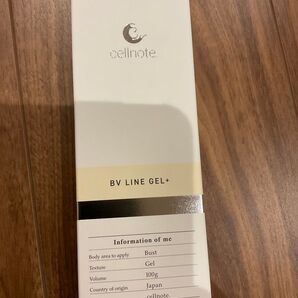 cellnote.
BV LINE GEL+
Information of me
Body area to apply Bust
Texture Gel
Volume 100g
Country of origin Japan
cellnote